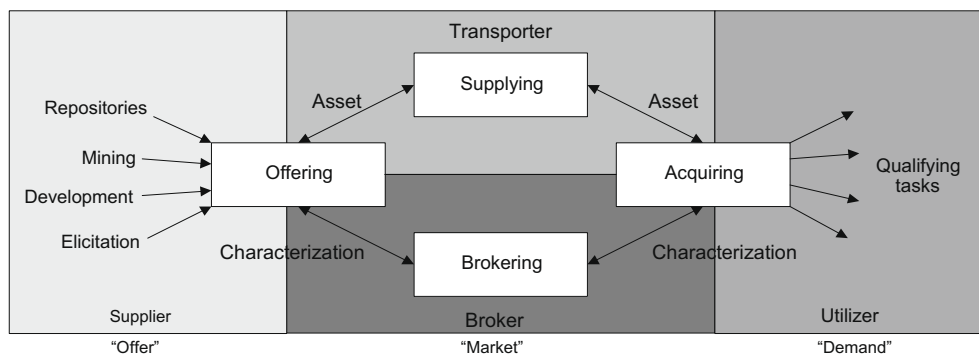 Transporter
Supplying
Asset
Asset
Repositories
Mining
Development
Elicitation
Offering
Acquiring
Qualifying
tasks
Characterization
Characterization
Brokering
Supplier
Broker
Utilizer
“Offer”
“Market”
“Demand”